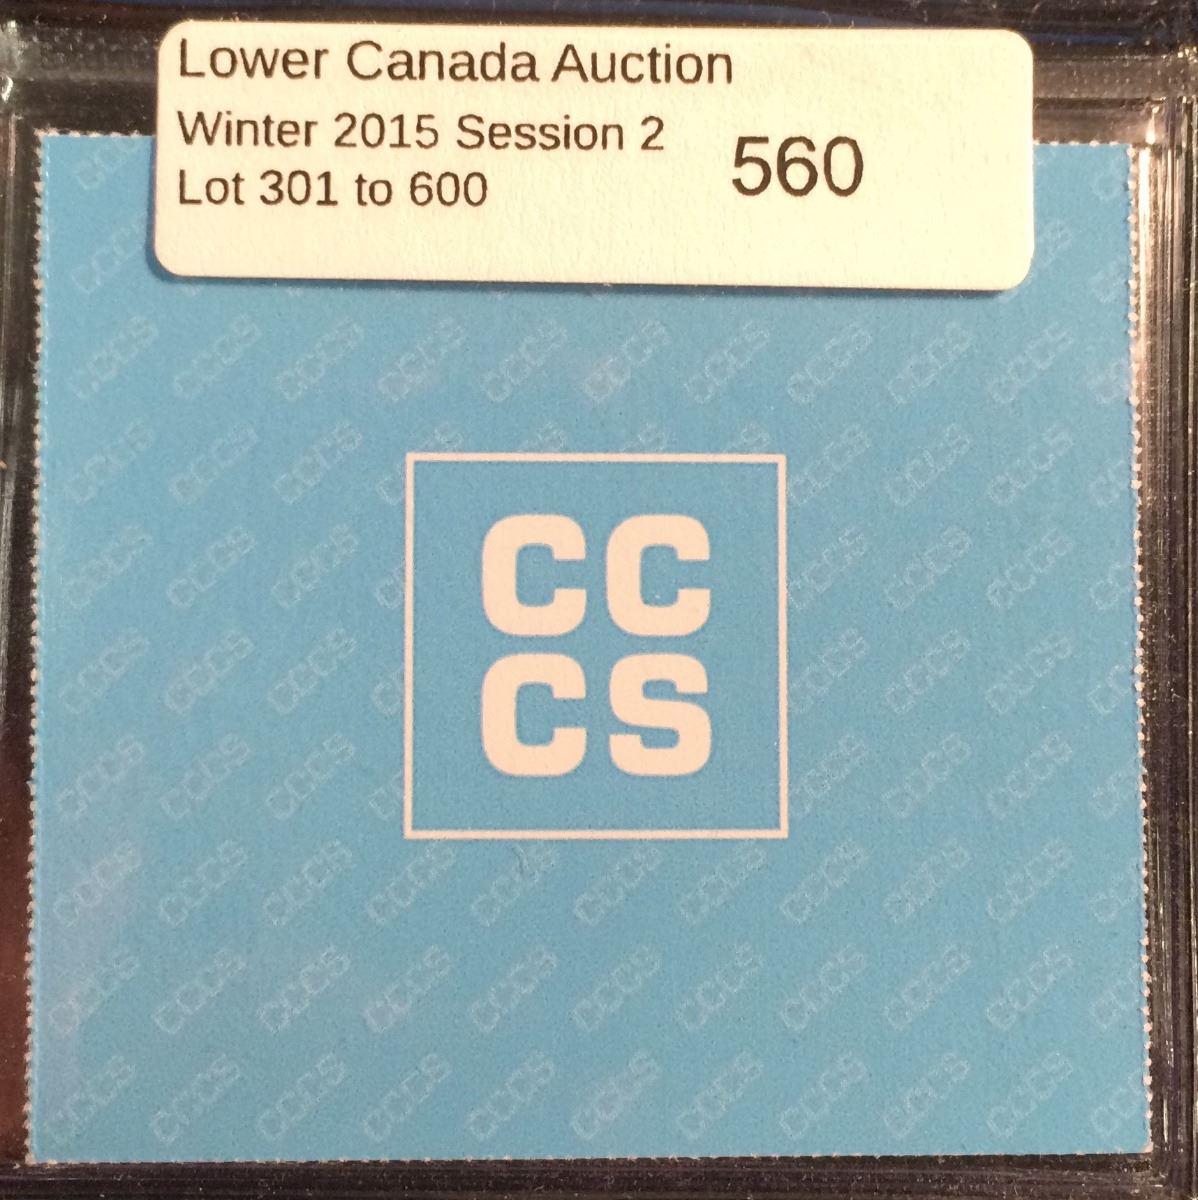 Lower Canada Auction
Winter 2015 Session 2
Lot 301 to 600
560
CC
CS